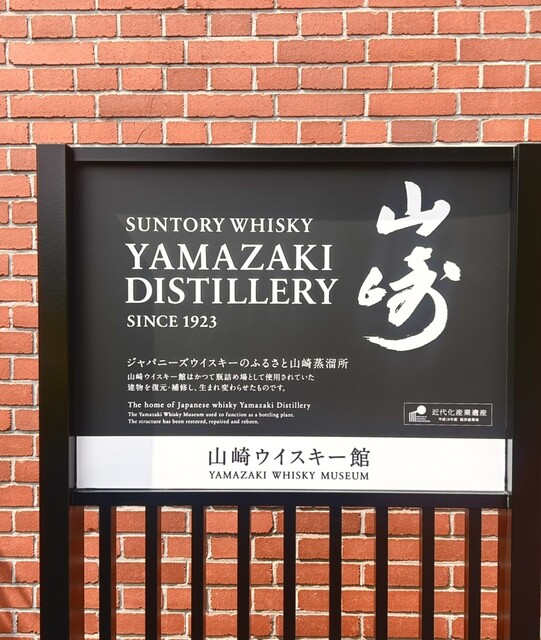 SUNTORY WHISKY
YAMAZAKI
DISTILLERY
SINCE 1923
山崎
ジャパニーズウイスキーのふるさと山崎蒸溜所
山崎ウイスキー館はかつて瓶詰め場として使用されていた
建物を復元・補修し、生まれ変わらせたものです。
The home of Japanese whisky Yamazaki Distillery
The Yamazaki Whisky Museum used to function as a bottling plant.
The structure has been restored, repaired and reborn.
近代化産業遺産
山崎ウイスキー館
YAMAZAKI WHISKY MUSEUM